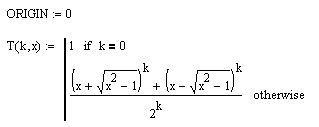 ORIGIN := 0
T(k,x) := | 1 if k = 0
(x + √(x² − 1))^k + (x − √(x² − 1))^k / 2^k otherwise